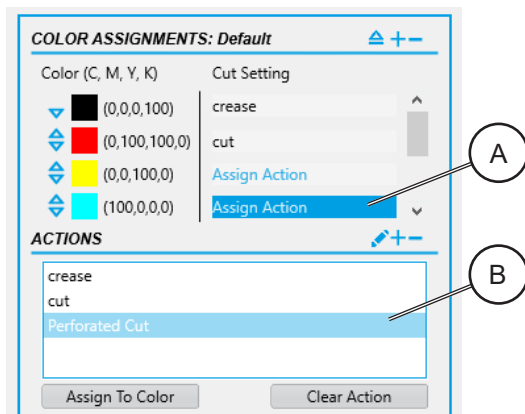 COLOR ASSIGNMENTS: Default
Color (C, M, Y, K) Cut Setting
(0,0,0,100) crease
(0,100,100,0) cut
(0,0,100,0) Assign Action
(100,0,0,0) Assign Action
A
ACTIONS
crease
cut
Perforated Cut
B
Assign To Color Clear Action